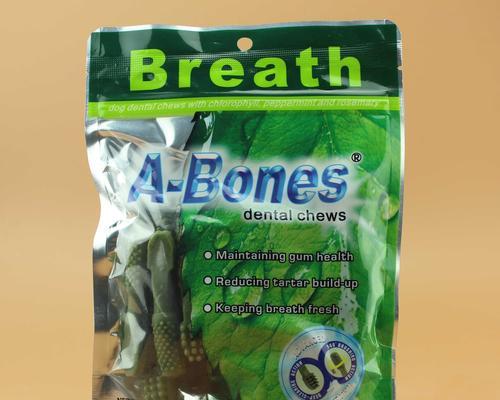 Breath
dog dental chews with chlorophyll, peppermint and rosemary
A-Bones®
dental chews
Maintaining gum health
Reducing tartar build-up
Keeping breath fresh